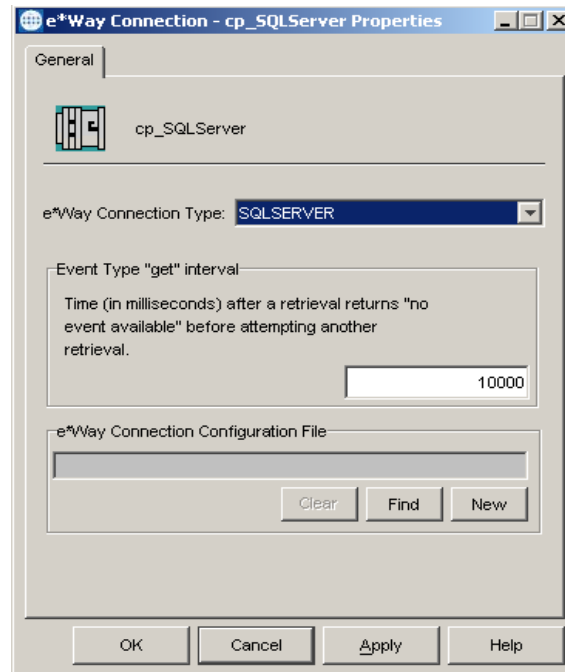 e*Way Connection - cp_SQLServer Properties
General
cp_SQLServer
e*Way Connection Type: SQLSERVER
Event Type "get" interval
Time (in milliseconds) after a retrieval returns "no
event available" before attempting another
retrieval.
10000
e*Way Connection Configuration File
Clear Find New
OK Cancel Apply Help